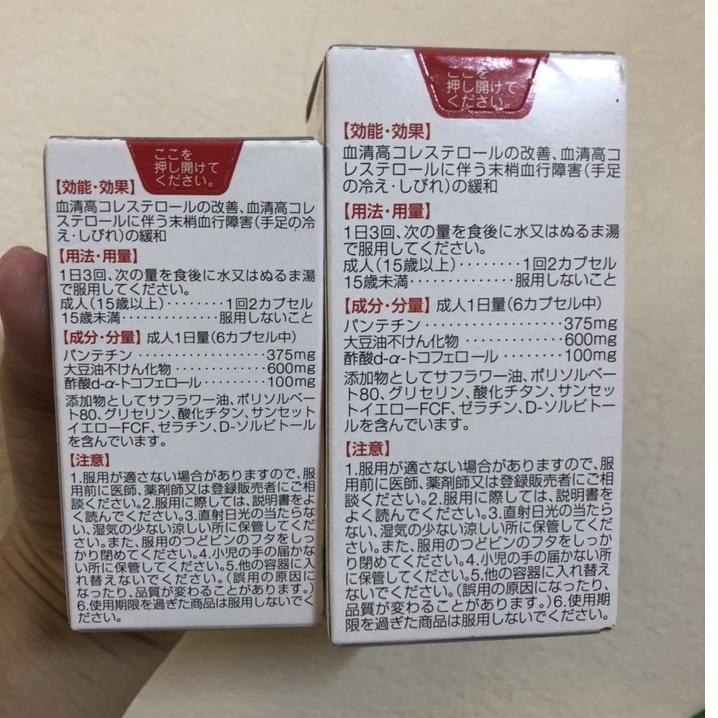 ここを
押し開けて
ください。
【効能・効果】
血清高コレステロールの改善、血清高コレ
ステロールに伴う末梢血行障害(手足の冷
え・しびれ)の緩和
【用法・用量】
1日3回、次の量を食後に水又はぬるま湯
で服用してください。
成人(15歳以上)‥‥‥‥1回2カプセル
15歳未満‥‥‥‥‥‥服用しないこと
【成分・分量】成人1日量(6カプセル中)
パンテチン‥‥‥‥‥‥‥‥375mg
大豆油不けん化物‥‥‥‥‥‥600mg
酢酸d-α-トコフェロール‥‥‥‥100mg
添加物としてサフラワー油、ポリソルベー
ト80、グリセリン、酸化チタン、サンセット
イエローFCF、ゼラチン、D-ソルビトール
を含んでいます。
【注意】
1.服用が適さない場合がありますので、服
用前に医師、薬剤師又は登録販売者にご相
談ください。2.服用に際しては、説明書をよ
く読んでください。3.直射日光の当たらな
い、湿気の少ない涼しい所に保管してくだ
さい。また、服用のつどビンのフタをしっか
り閉めてください。4.小児の手の届かな
い所に保管してください。5.他の容器に入
れ替えないでください。(誤用の原因に
なったり、品質が変わることがあります。)
6.使用期限を過ぎた商品は服用しないでく
ださい。
ここを
押し開けて
ください。
【効能・効果】
血清高コレステロールの改善、血清高コ
レステロールに伴う末梢血行障害(手足
の冷え・しびれ)の緩和
【用法・用量】
1日3回、次の量を食後に水又はぬるま湯
で服用してください。
成人(15歳以上)‥‥‥‥1回2カプセル
15歳未満‥‥‥‥‥‥服用しないこと
【成分・分量】成人1日量(6カプセル中)
パンテチン‥‥‥‥‥‥‥‥375mg
大豆油不けん化物‥‥‥‥‥‥600mg
酢酸d-α-トコフェロール‥‥‥‥100mg
添加物としてサフラワー油、ポリソルベー
ト80、グリセリン、酸化チタン、サンセッ
トイエローFCF、ゼラチン、D-ソルビトー
ルを含んでいます。
【注意】
1.服用が適さない場合がありますので、服
用前に医師、薬剤師又は登録販売者にご相
談ください。2.服用に際しては、説明書をよ
く読んでください。3.直射日光の当たらな
い、湿気の少ない涼しい所に保管してくだ
さい。また、服用のつどビンのフタをしっか
り閉めてください。4.小児の手の届かない所
に保管してください。5.他の容器に入れ替え
ないでください。(誤用の原因になったり、
品質が変わることがあります。)6.使用期
限を過ぎた商品は服用しないでください。